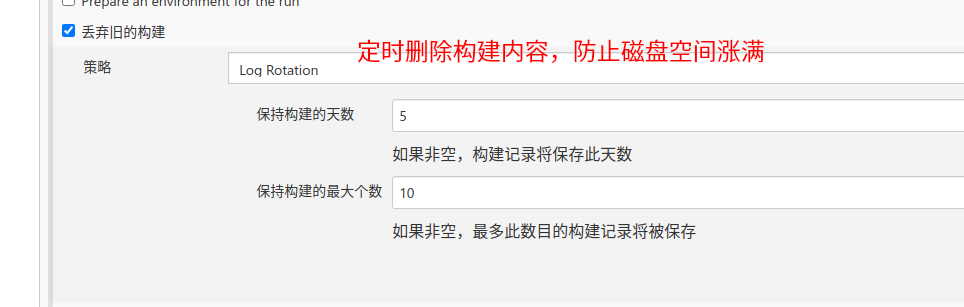 Prepare an environment for the run
丢弃旧的构建
定时删除构建内容，防止磁盘空间涨满
策略
Log Rotation
保持构建的天数
5
如果非空，构建记录将保存此天数
保持构建的最大个数
10
如果非空，最多此数目的构建记录将被保存